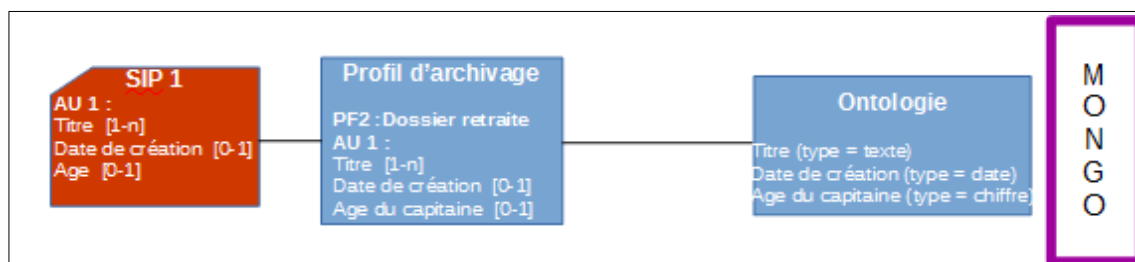 SIP 1
AU 1 :
Titre [1-n]
Date de création [0-1]
Age [0-1]
Profil d'archivage
PF2 : Dossier retraite
AU 1 :
Titre [1-n]
Date de création [0-1]
Age du capitaine [0-1]
Ontologie
Titre (type = texte)
Date de création (type = date)
Age du capitaine (type = chiffre)
M
O
N
G
O